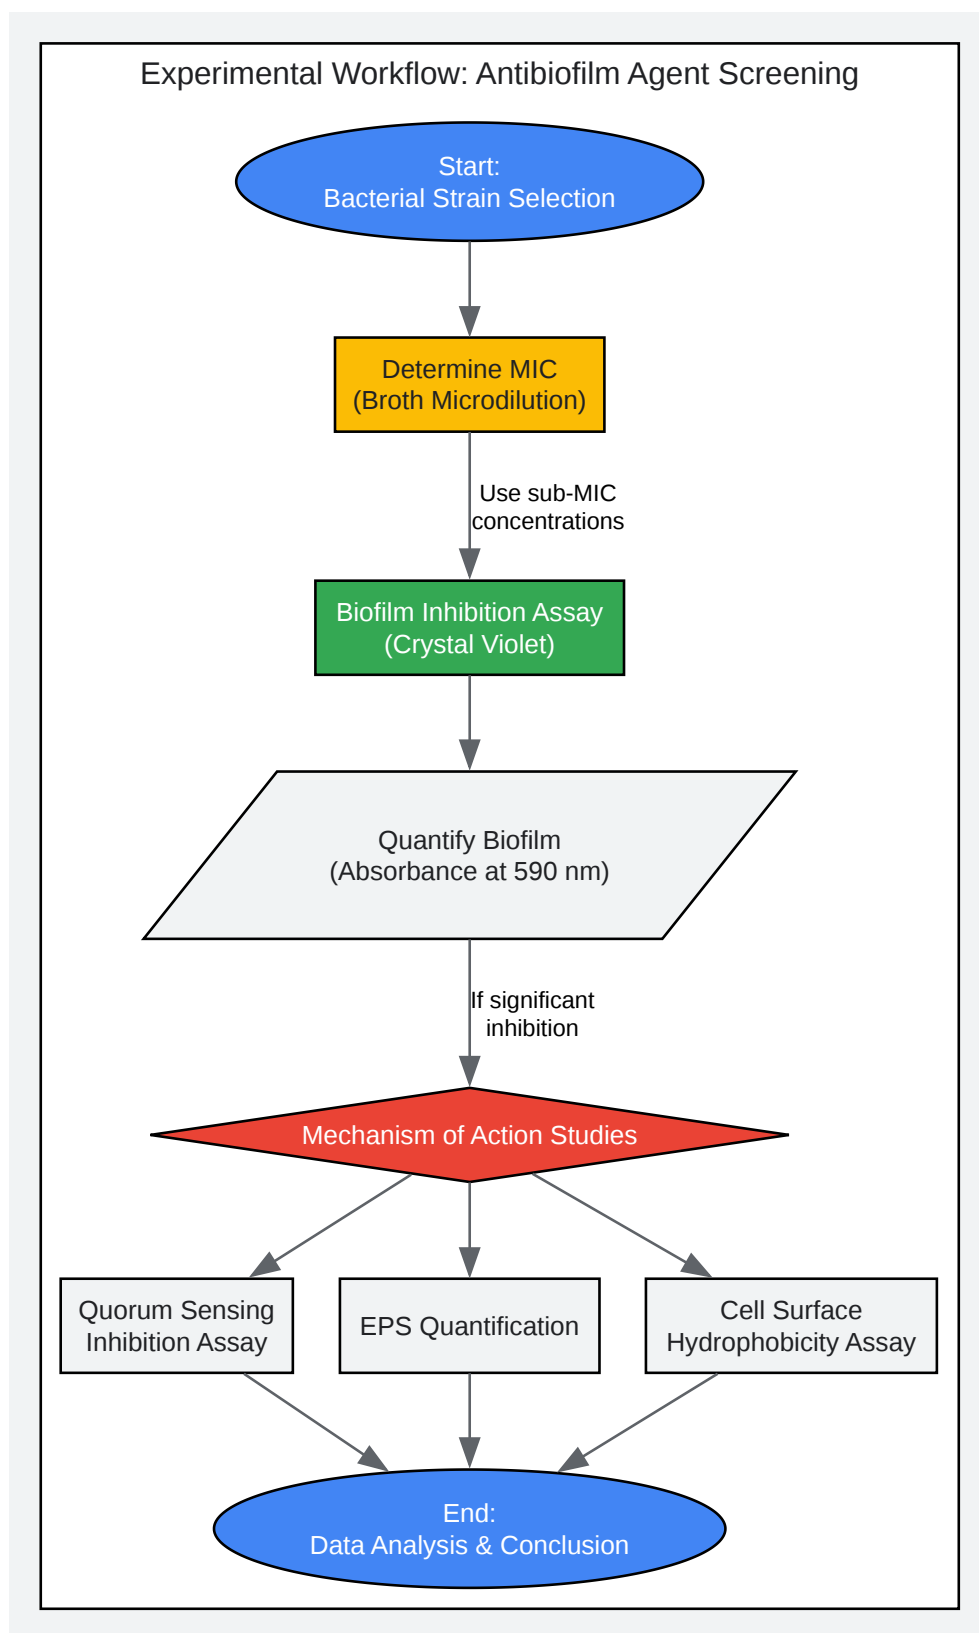 Experimental Workflow: Antibiofilm Agent Screening
Start:
Bacterial Strain Selection
Determine MIC
(Broth Microdilution)
Use sub-MIC
concentrations
Biofilm Inhibition Assay
(Crystal Violet)
Quantify Biofilm
(Absorbance at 590 nm)
If significant
inhibition
Mechanism of Action Studies
Quorum Sensing
Inhibition Assay
EPS Quantification
Cell Surface
Hydrophobicity Assay
End:
Data Analysis & Conclusion